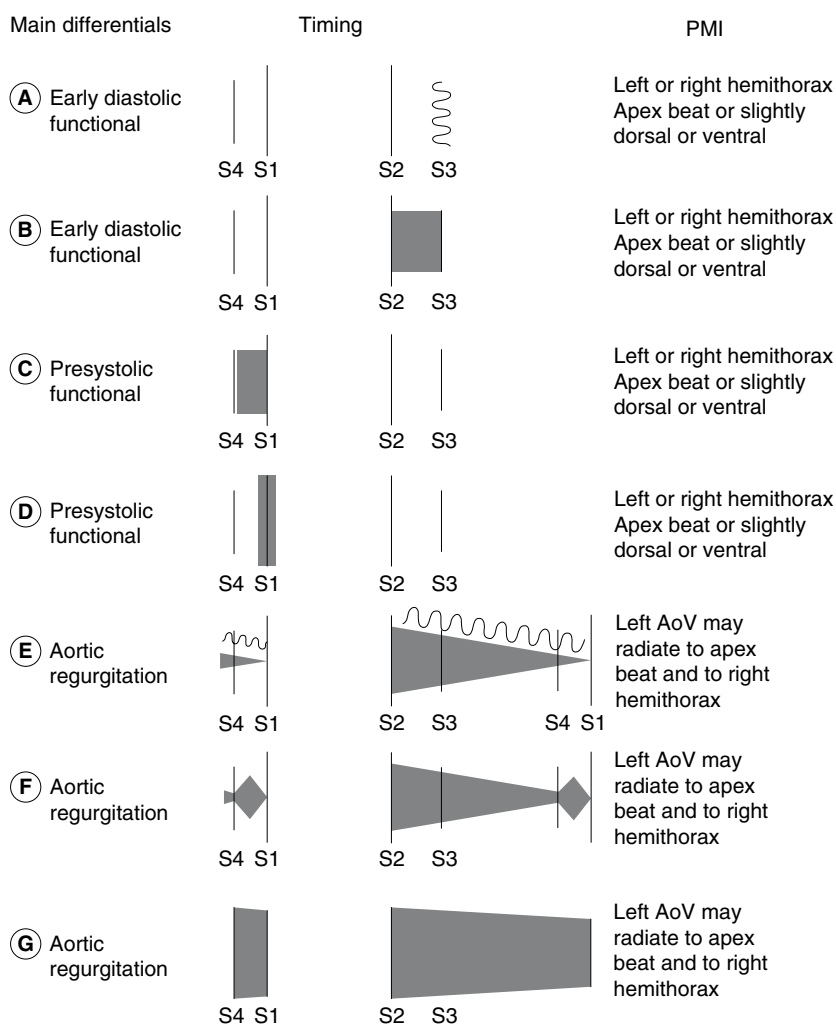 Main differentials Timing PMI
A Early diastolic
functional
S4 S1 S2 S3
Left or right hemithorax
Apex beat or slightly
dorsal or ventral
B Early diastolic
functional
S4 S1 S2 S3
Left or right hemithorax
Apex beat or slightly
dorsal or ventral
C Presystolic
functional
S4 S1 S2 S3
Left or right hemithorax
Apex beat or slightly
dorsal or ventral
D Presystolic
functional
S4 S1 S2 S3
Left or right hemithorax
Apex beat or slightly
dorsal or ventral
E Aortic
regurgitation
S4 S1 S2 S3 S4 S1
Left AoV may
radiate to apex
beat and to right
hemithorax
F Aortic
regurgitation
S4 S1 S2 S3
Left AoV may
radiate to apex
beat and to right
hemithorax
G Aortic
regurgitation
S4 S1 S2 S3
Left AoV may
radiate to apex
beat and to right
hemithorax